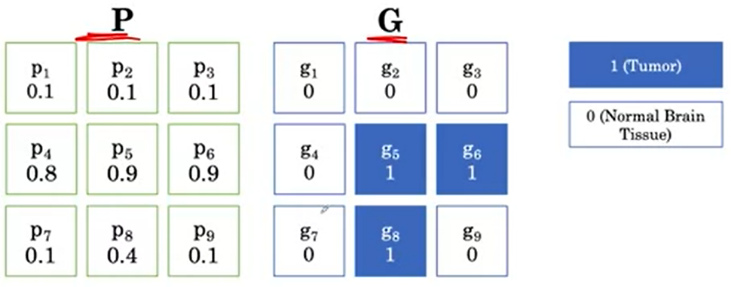 P
G
p1 p2 p3
0.1 0.1 0.1
g1 g2 g3
0 0 0
1 (Tumor)
0 (Normal Brain
Tissue)
p4 p5 p6
0.8 0.9 0.9
g4 g5 g6
0 1 1
p7 p8 p9
0.1 0.4 0.1
g7 g8 g9
0 1 0